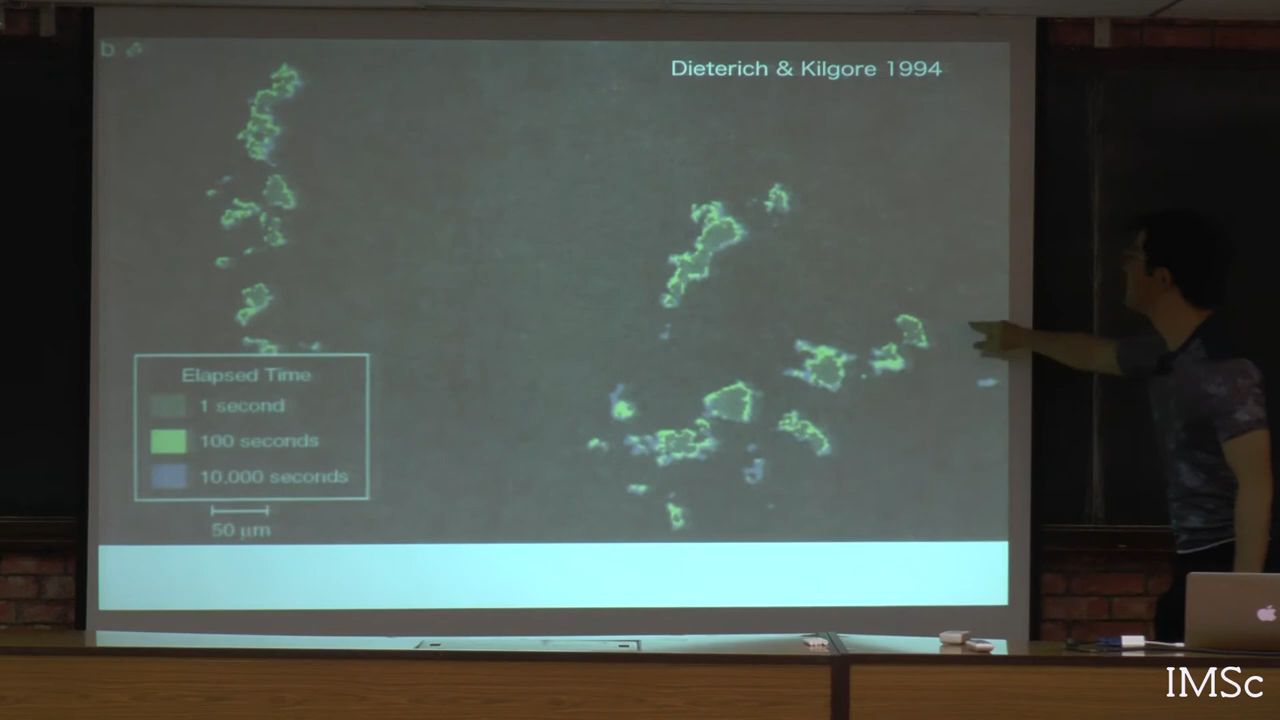 b
Dieterich & Kilgore 1994
Elapsed Time
1 second
100 seconds
10,000 seconds
50 μm
IMSc